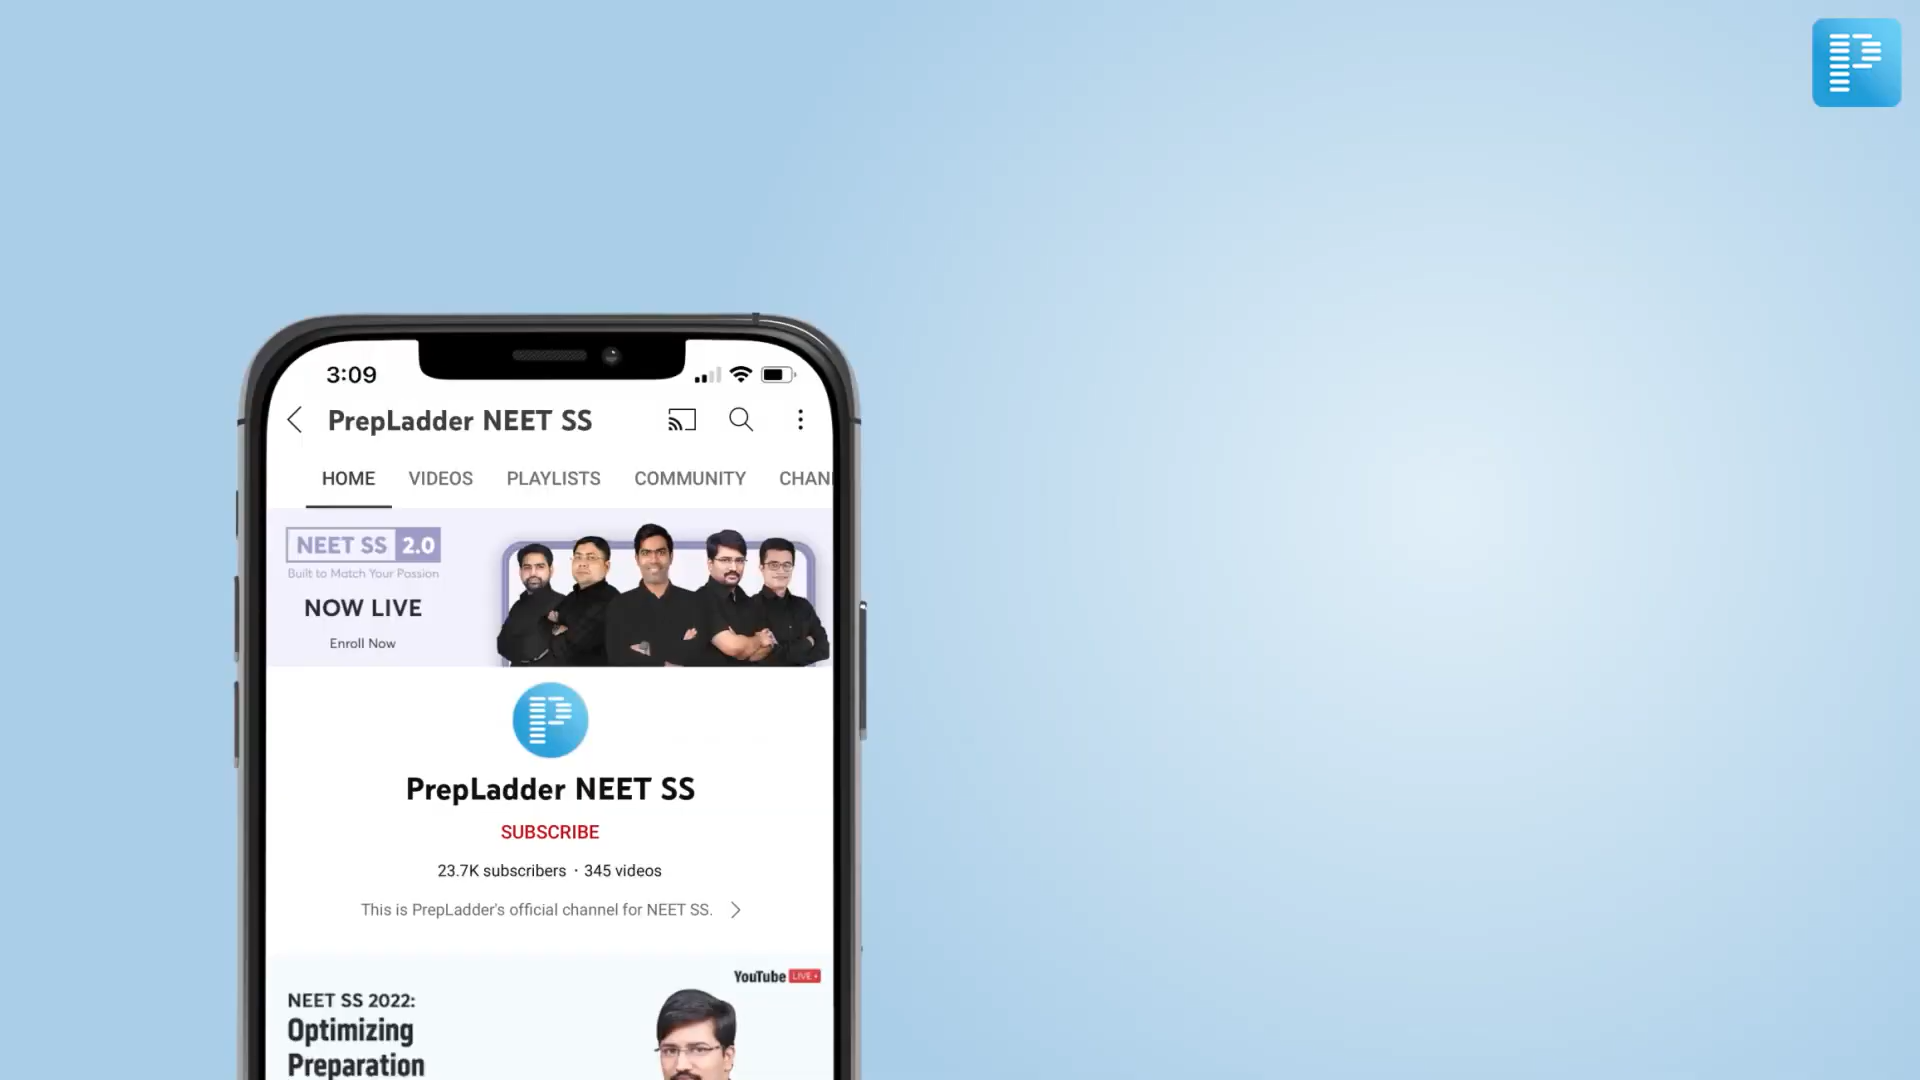 3:09
PrepLadder NEET SS
HOME VIDEOS PLAYLISTS COMMUNITY CHAN
NEET SS 2.0
Built to Match Your Passion
NOW LIVE
Enroll Now
PrepLadder NEET SS
SUBSCRIBE
23.7K subscribers · 345 videos
This is PrepLadder's official channel for NEET SS.
YouTube LIVE
NEET SS 2022:
Optimizing
Preparation